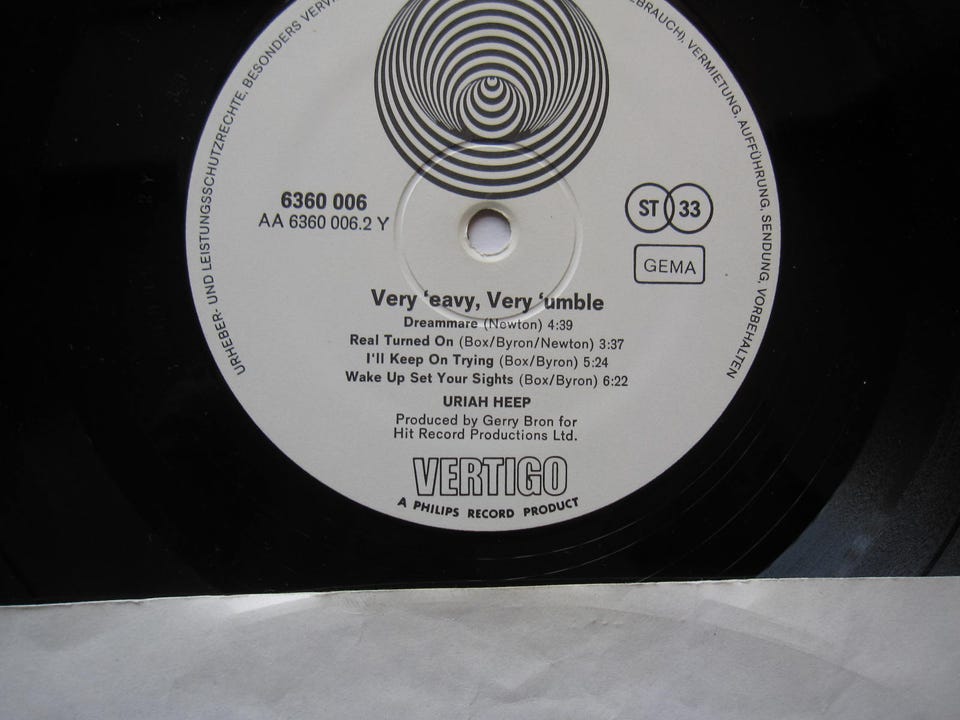 URHEBER- UND LEISTUNGSSCHUTZRECHTE, BESONDERS
GEBRAUCH), VERMIETUNG, AUFFÜHRUNG, SENDUNG, VORBEHALTEN
6360 006
AA 6360 006.2 Y
ST 33
GEMA
Very ‘eavy, Very ‘umble
Dreammare (Newton) 4:39
Real Turned On (Box/Byron/Newton) 3:37
I'll Keep On Trying (Box/Byron) 5:24
Wake Up Set Your Sights (Box/Byron) 6:22
URIAH HEEP
Produced by Gerry Bron for
Hit Record Productions Ltd.
VERTIGO
A PHILIPS RECORD PRODUCT